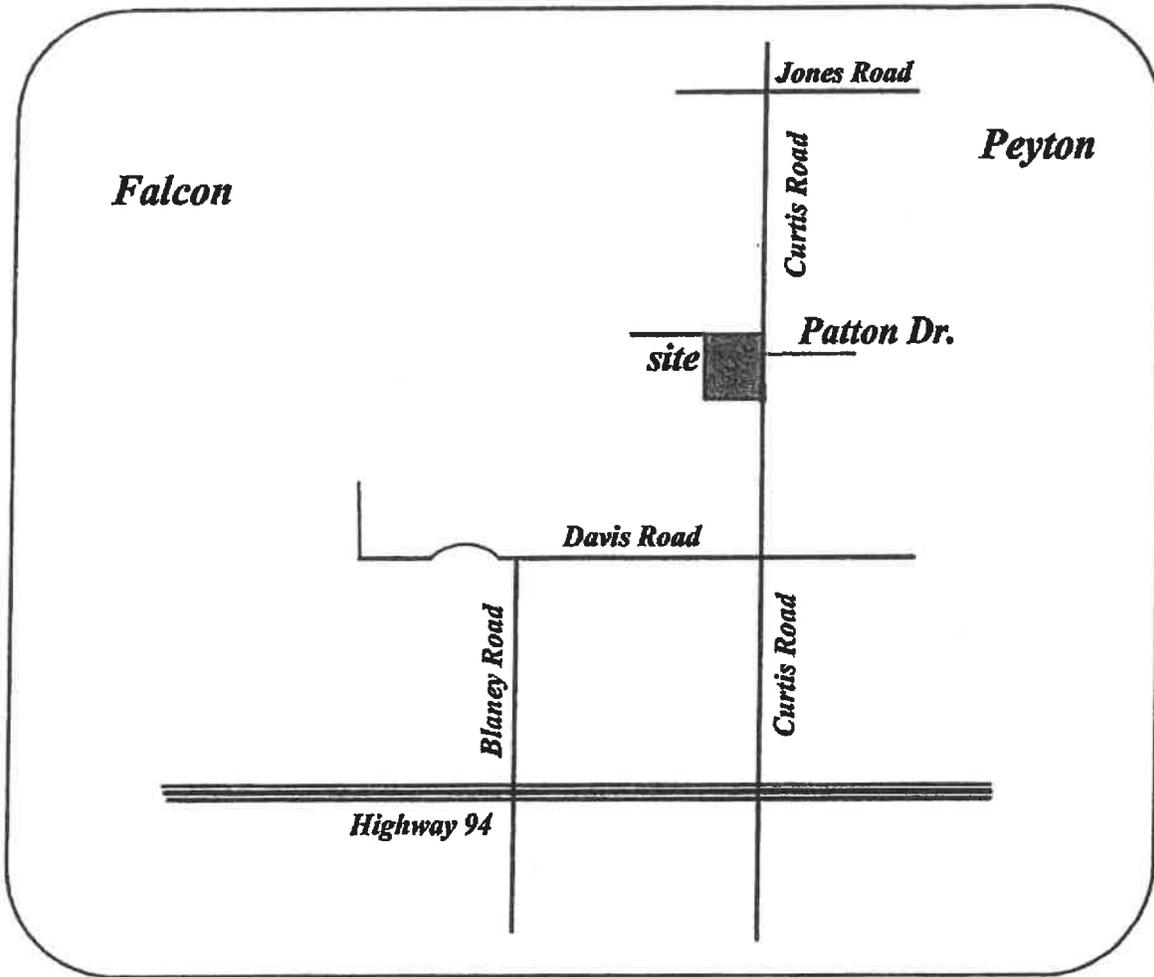 Jones Road
Peyton
Falcon
Curtis Road
Patton Dr.
site
Davis Road
Blaney Road
Curtis Road
Highway 94